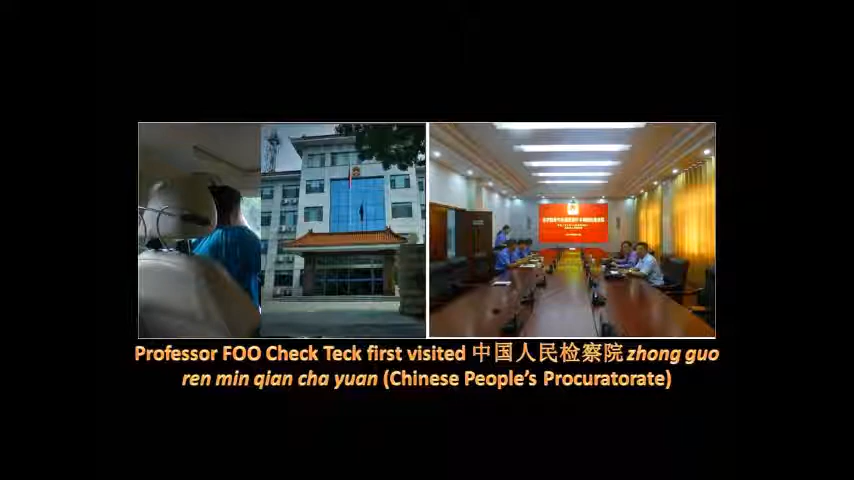 Professor FOO Check Teck first visited 中国人民检察院 zhong guo
ren min qian cha yuan (Chinese People's Procuratorate)